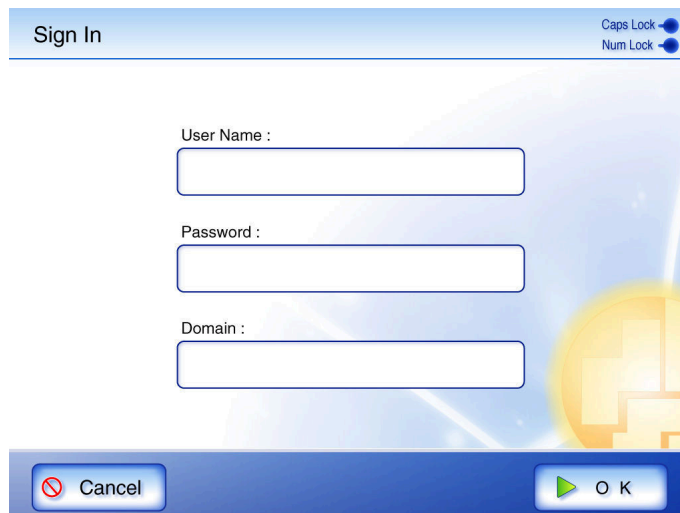 Sign In
Caps Lock
Num Lock
User Name :
Password :
Domain :
Cancel
O K